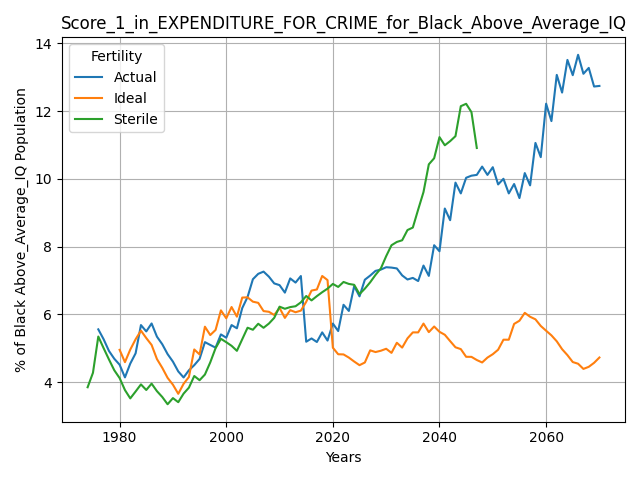 Score_1_in_EXPENDITURE_FOR_CRIME_for_Black_Above_Average_IQ
Fertility
Actual
Ideal
Sterile
% of Black Above_Average_IQ Population
14
12
10
8
6
4
1980
2000
2020
2040
2060
Years